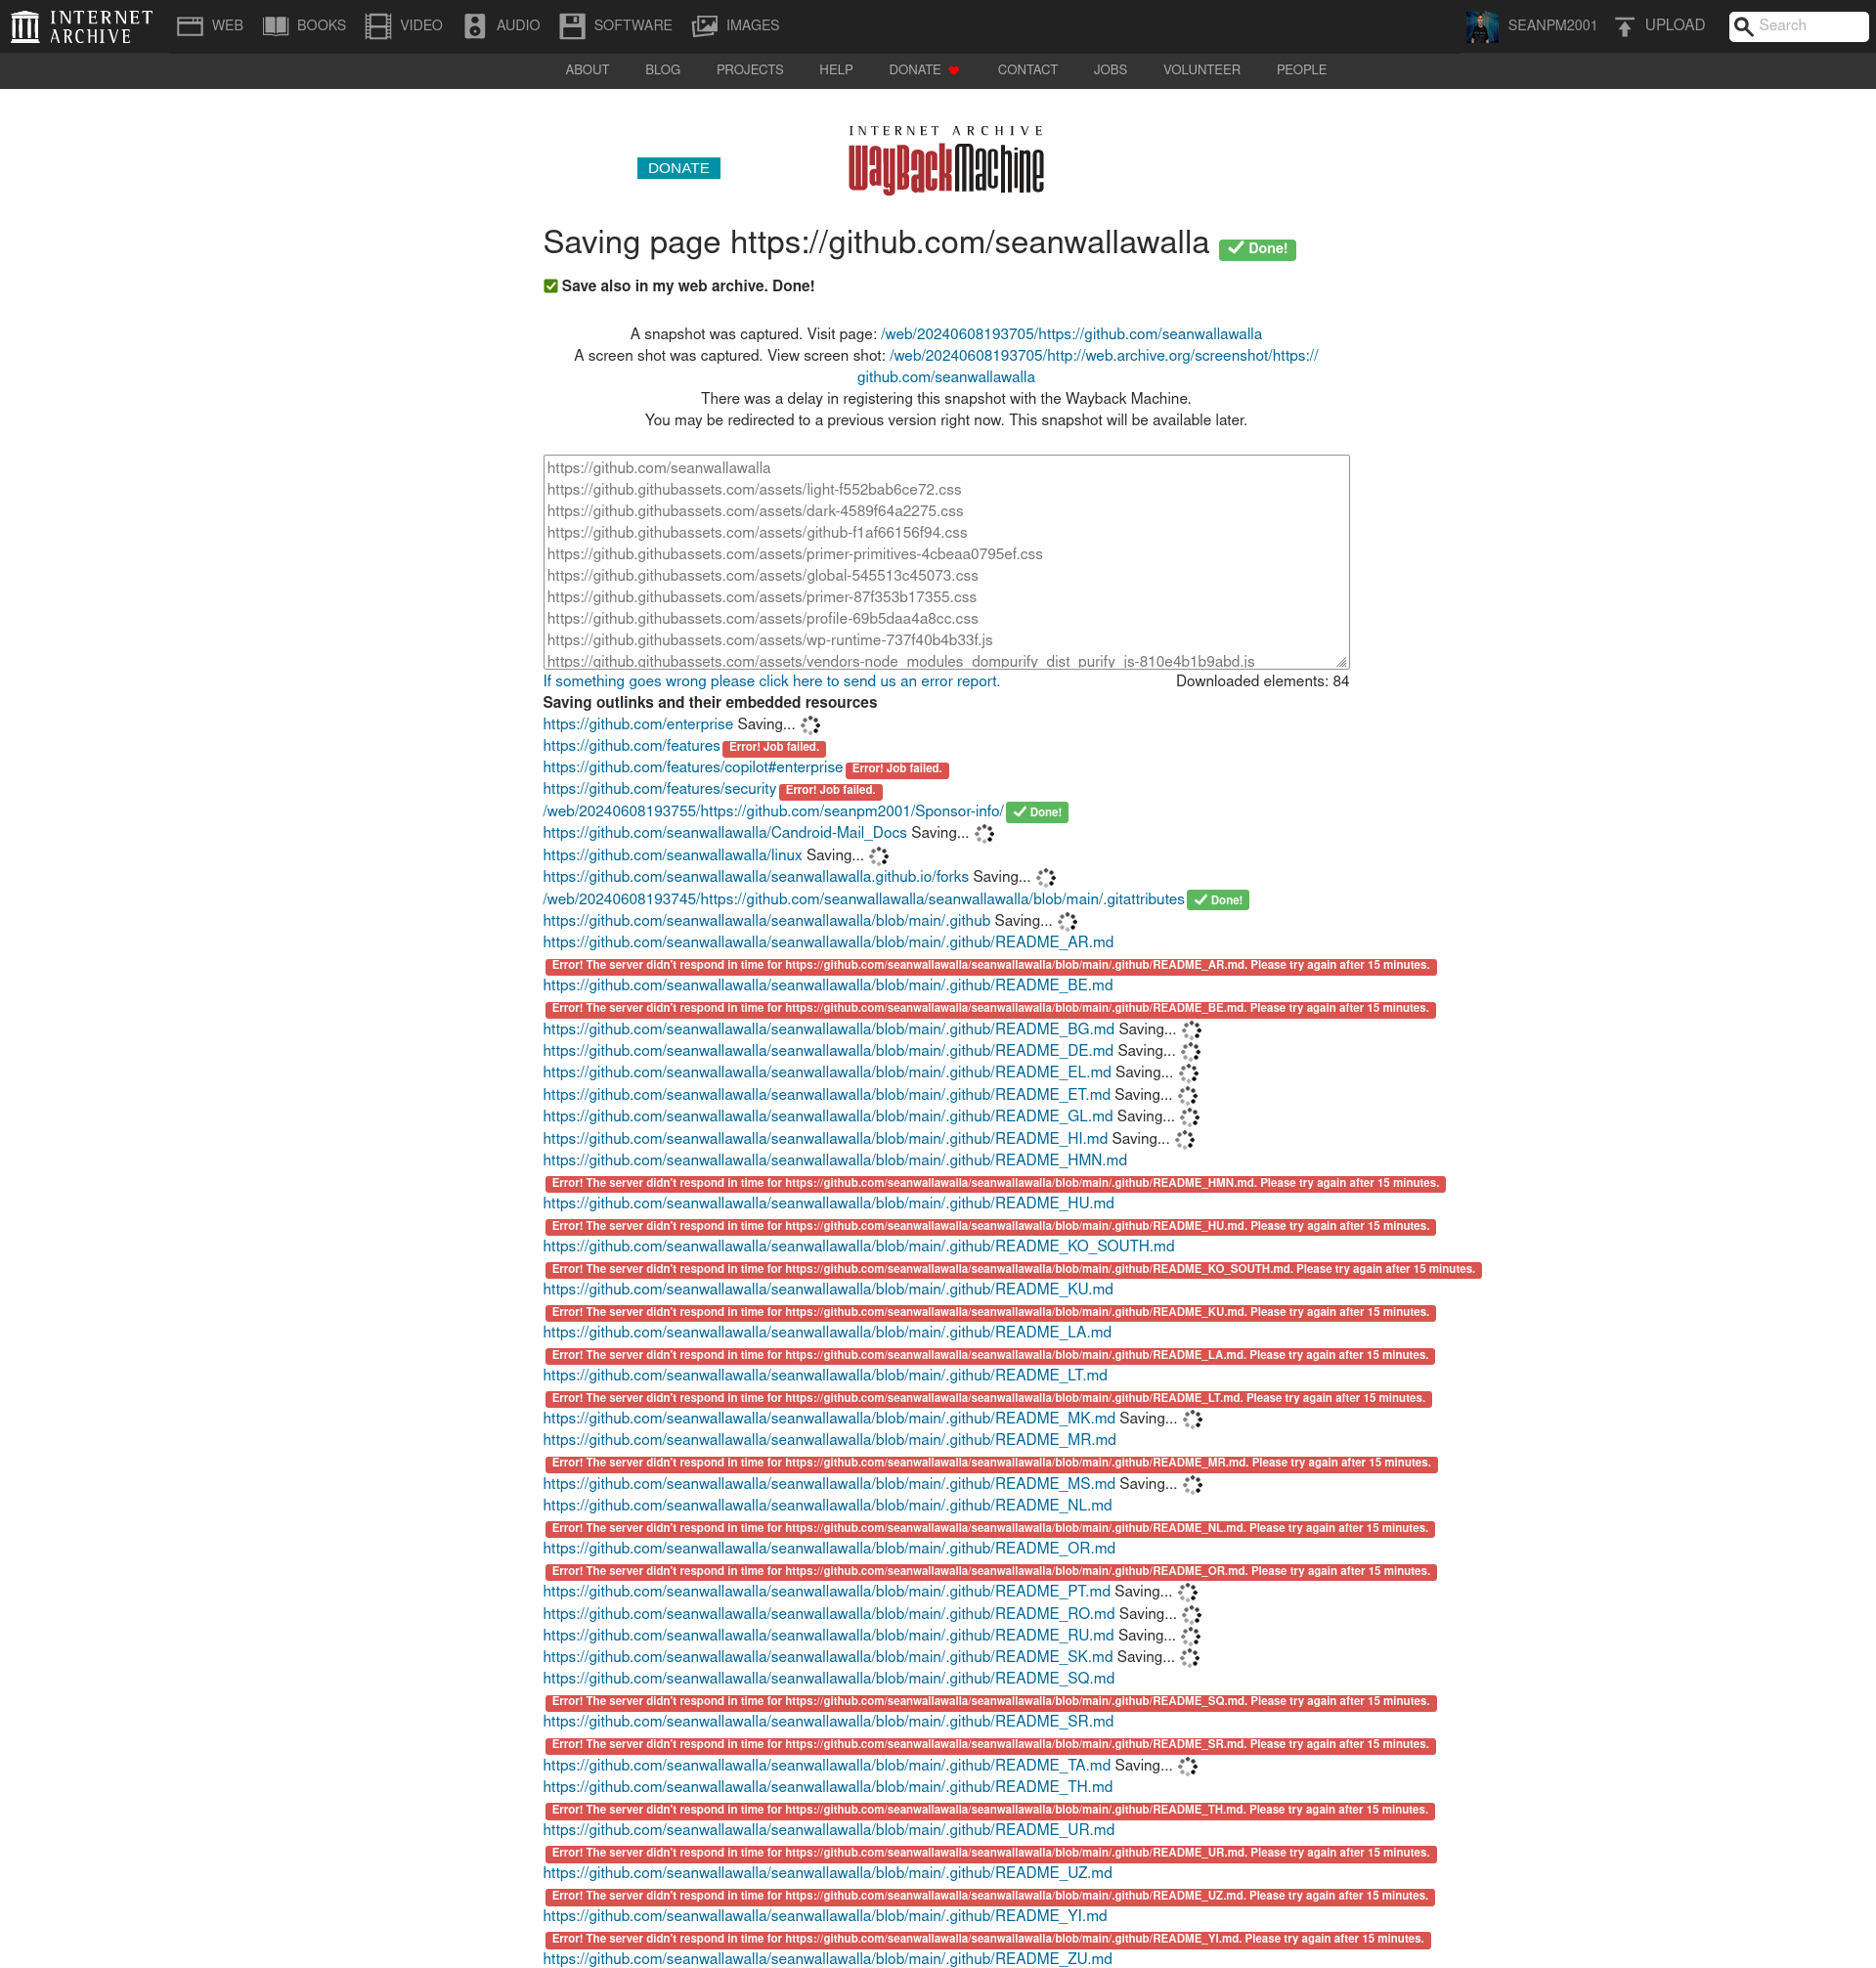 INTERNET ARCHIVE
WEB BOOKS VIDEO AUDIO SOFTWARE IMAGES SEANPM2001 UPLOAD Search
ABOUT BLOG PROJECTS HELP DONATE CONTACT JOBS VOLUNTEER PEOPLE
INTERNET ARCHIVE
WayBackMachine
DONATE
Saving page https://github.com/seanwallawalla Done!
Save also in my web archive. Done!
A snapshot was captured. Visit page: /web/20240608193705/https://github.com/seanwallawalla
A screen shot was captured. View screen shot: /web/20240608193705/http://web.archive.org/screenshot/https://
github.com/seanwallawalla
There was a delay in registering this snapshot with the Wayback Machine.
You may be redirected to a previous version right now. This snapshot will be available later.
https://github.com/seanwallawalla
https://github.githubassets.com/assets/light-f552bab6ce72.css
https://github.githubassets.com/assets/dark-4589f64a2275.css
https://github.githubassets.com/assets/github-f1af66156f94.css
https://github.githubassets.com/assets/primer-primitives-4cbeaa0795ef.css
https://github.githubassets.com/assets/global-545513c45073.css
https://github.githubassets.com/assets/primer-87f353b17355.css
https://github.githubassets.com/assets/profile-69b5daa4a8cc.css
https://github.githubassets.com/assets/wp-runtime-737f40b4b33f.js
https://github.githubassets.com/assets/vendors-node_modules_dompurify_dist_purify_js-810e4b1b9abd.js
If something goes wrong please click here to send us an error report. Downloaded elements: 84
Saving outlinks and their embedded resources
https://github.com/enterprise Saving...
https://github.com/features Error! Job failed.
https://github.com/features/copilot#enterprise Error! Job failed.
https://github.com/features/security Error! Job failed.
/web/20240608193755/https://github.com/seanpm2001/Sponsor-info/ Done!
https://github.com/seanwallawalla/Candroid-Mail_Docs Saving...
https://github.com/seanwallawalla/linux Saving...
https://github.com/seanwallawalla/seanwallawalla.github.io/forks Saving...
/web/20240608193745/https://github.com/seanwallawalla/seanwallawalla/blob/main/.gitattributes Done!
https://github.com/seanwallawalla/seanwallawalla/blob/main/.github Saving...
https://github.com/seanwallawalla/seanwallawalla/blob/main/.github/README_AR.md
Error! The server didn't respond in time for https://github.com/seanwallawalla/seanwallawalla/blob/main/.github/README_AR.md. Please try again after 15 minutes.
https://github.com/seanwallawalla/seanwallawalla/blob/main/.github/README_BE.md
Error! The server didn't respond in time for https://github.com/seanwallawalla/seanwallawalla/blob/main/.github/README_BE.md. Please try again after 15 minutes.
https://github.com/seanwallawalla/seanwallawalla/blob/main/.github/README_BG.md Saving...
https://github.com/seanwallawalla/seanwallawalla/blob/main/.github/README_DE.md Saving...
https://github.com/seanwallawalla/seanwallawalla/blob/main/.github/README_EL.md Saving...
https://github.com/seanwallawalla/seanwallawalla/blob/main/.github/README_ET.md Saving...
https://github.com/seanwallawalla/seanwallawalla/blob/main/.github/README_GL.md Saving...
https://github.com/seanwallawalla/seanwallawalla/blob/main/.github/README_HI.md Saving...
https://github.com/seanwallawalla/seanwallawalla/blob/main/.github/README_HMN.md
Error! The server didn't respond in time for https://github.com/seanwallawalla/seanwallawalla/blob/main/.github/README_HMN.md. Please try again after 15 minutes.
https://github.com/seanwallawalla/seanwallawalla/blob/main/.github/README_HU.md
Error! The server didn't respond in time for https://github.com/seanwallawalla/seanwallawalla/blob/main/.github/README_HU.md. Please try again after 15 minutes.
https://github.com/seanwallawalla/seanwallawalla/blob/main/.github/README_KO_SOUTH.md
Error! The server didn't respond in time for https://github.com/seanwallawalla/seanwallawalla/blob/main/.github/README_KO_SOUTH.md. Please try again after 15 minutes.
https://github.com/seanwallawalla/seanwallawalla/blob/main/.github/README_KU.md
Error! The server didn't respond in time for https://github.com/seanwallawalla/seanwallawalla/blob/main/.github/README_KU.md. Please try again after 15 minutes.
https://github.com/seanwallawalla/seanwallawalla/blob/main/.github/README_LA.md
Error! The server didn't respond in time for https://github.com/seanwallawalla/seanwallawalla/blob/main/.github/README_LA.md. Please try again after 15 minutes.
https://github.com/seanwallawalla/seanwallawalla/blob/main/.github/README_LT.md
Error! The server didn't respond in time for https://github.com/seanwallawalla/seanwallawalla/blob/main/.github/README_LT.md. Please try again after 15 minutes.
https://github.com/seanwallawalla/seanwallawalla/blob/main/.github/README_MK.md Saving...
https://github.com/seanwallawalla/seanwallawalla/blob/main/.github/README_MR.md
Error! The server didn't respond in time for https://github.com/seanwallawalla/seanwallawalla/blob/main/.github/README_MR.md. Please try again after 15 minutes.
https://github.com/seanwallawalla/seanwallawalla/blob/main/.github/README_MS.md Saving...
https://github.com/seanwallawalla/seanwallawalla/blob/main/.github/README_NL.md
Error! The server didn't respond in time for https://github.com/seanwallawalla/seanwallawalla/blob/main/.github/README_NL.md. Please try again after 15 minutes.
https://github.com/seanwallawalla/seanwallawalla/blob/main/.github/README_OR.md
Error! The server didn't respond in time for https://github.com/seanwallawalla/seanwallawalla/blob/main/.github/README_OR.md. Please try again after 15 minutes.
https://github.com/seanwallawalla/seanwallawalla/blob/main/.github/README_PT.md Saving...
https://github.com/seanwallawalla/seanwallawalla/blob/main/.github/README_RO.md Saving...
https://github.com/seanwallawalla/seanwallawalla/blob/main/.github/README_RU.md Saving...
https://github.com/seanwallawalla/seanwallawalla/blob/main/.github/README_SK.md Saving...
https://github.com/seanwallawalla/seanwallawalla/blob/main/.github/README_SQ.md
Error! The server didn't respond in time for https://github.com/seanwallawalla/seanwallawalla/blob/main/.github/README_SQ.md. Please try again after 15 minutes.
https://github.com/seanwallawalla/seanwallawalla/blob/main/.github/README_SR.md
Error! The server didn't respond in time for https://github.com/seanwallawalla/seanwallawalla/blob/main/.github/README_SR.md. Please try again after 15 minutes.
https://github.com/seanwallawalla/seanwallawalla/blob/main/.github/README_TA.md Saving...
https://github.com/seanwallawalla/seanwallawalla/blob/main/.github/README_TH.md
Error! The server didn't respond in time for https://github.com/seanwallawalla/seanwallawalla/blob/main/.github/README_TH.md. Please try again after 15 minutes.
https://github.com/seanwallawalla/seanwallawalla/blob/main/.github/README_UR.md
Error! The server didn't respond in time for https://github.com/seanwallawalla/seanwallawalla/blob/main/.github/README_UR.md. Please try again after 15 minutes.
https://github.com/seanwallawalla/seanwallawalla/blob/main/.github/README_UZ.md
Error! The server didn't respond in time for https://github.com/seanwallawalla/seanwallawalla/blob/main/.github/README_UZ.md. Please try again after 15 minutes.
https://github.com/seanwallawalla/seanwallawalla/blob/main/.github/README_YI.md
Error! The server didn't respond in time for https://github.com/seanwallawalla/seanwallawalla/blob/main/.github/README_YI.md. Please try again after 15 minutes.
https://github.com/seanwallawalla/seanwallawalla/blob/main/.github/README_ZU.md